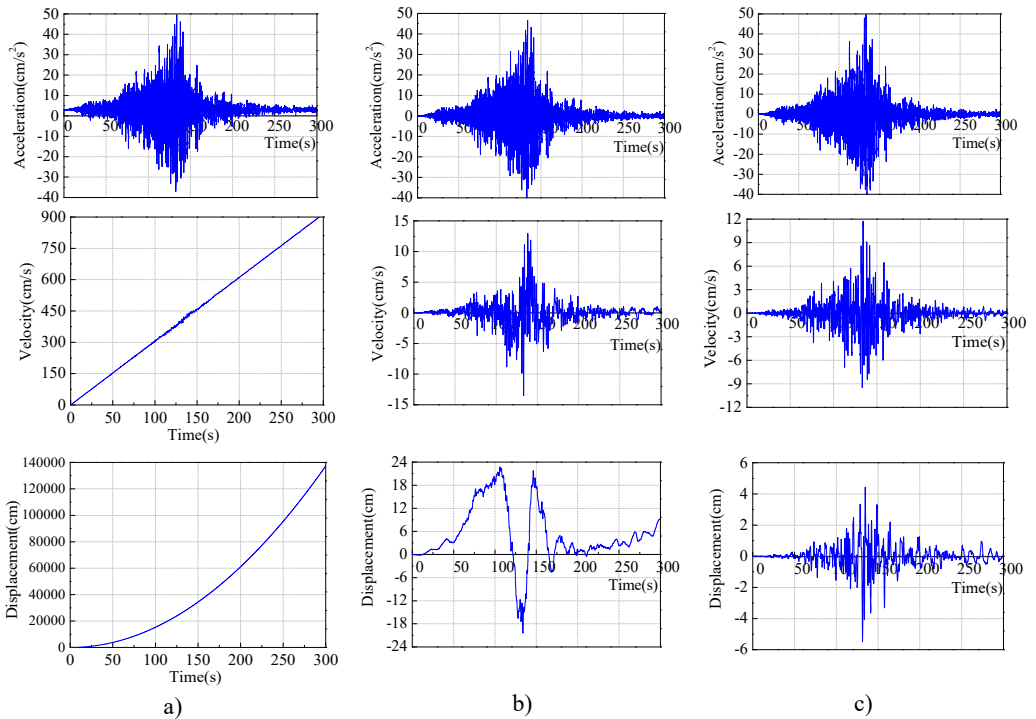 Acceleration(cm/s²)
50
40
30
20
10
0
-10
-20
-30
-40
0 50 100 150 200 250 300
Time(s)
Acceleration(cm/s²)
50
40
30
20
10
0
-10
-20
-30
-40
0 50 100 150 200 250 300
Time(s)
Acceleration(cm/s²)
50
40
30
20
10
0
-10
-20
-30
-40
0 50 100 150 200 250 300
Time(s)
Velocity(cm/s)
900
750
600
450
300
150
0
0 50 100 150 200 250 300
Time(s)
Velocity(cm/s)
15
10
5
0
-5
-10
-15
0 50 100 150 200 250 300
Time(s)
Velocity(cm/s)
12
9
6
3
0
-3
-6
-9
-12
0 50 100 150 200 250 300
Time(s)
Displacement(cm)
140000
120000
100000
80000
60000
40000
20000
0
0 50 100 150 200 250 300
Time(s)
Displacement(cm)
24
18
12
6
0
-6
-12
-18
-24
0 50 100 150 200 250 300
Time(s)
Displacement(cm)
6
4
2
0
-2
-4
-6
0 50 100 150 200 250 300
Time(s)
a) b) c)